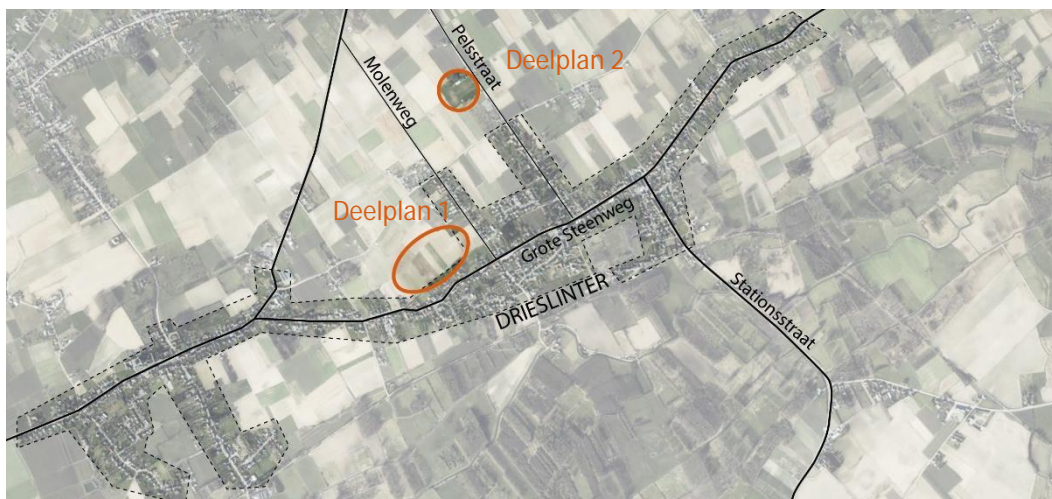 Deelplan 2
Pelsstraat
Molenweg
Deelplan 1
Grote Steenweg
DRIESLINTER
Stationsstraat